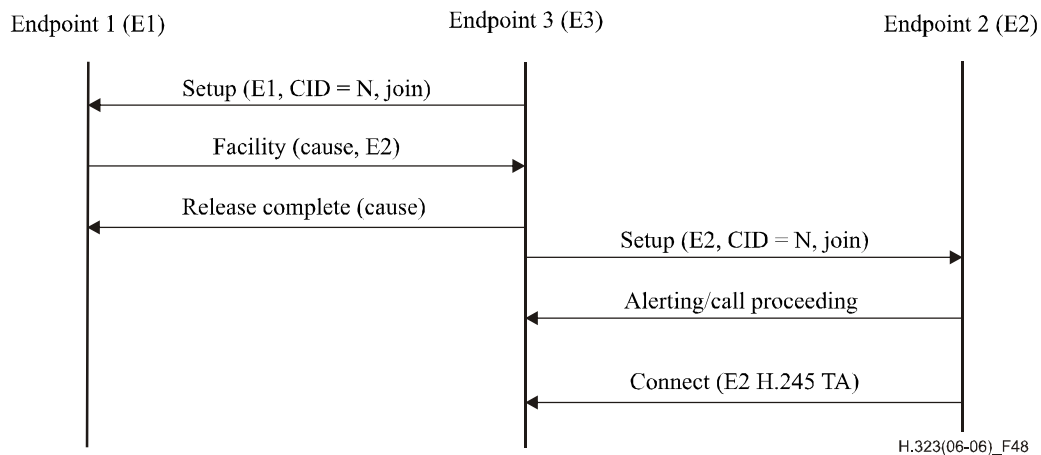 Endpoint 1 (E1)
Endpoint 3 (E3)
Endpoint 2 (E2)
Setup (E1, CID = N, join)
Facility (cause, E2)
Release complete (cause)
Setup (E2, CID = N, join)
Alerting/call proceeding
Connect (E2 H.245 TA)
H.323(06-06)_F48